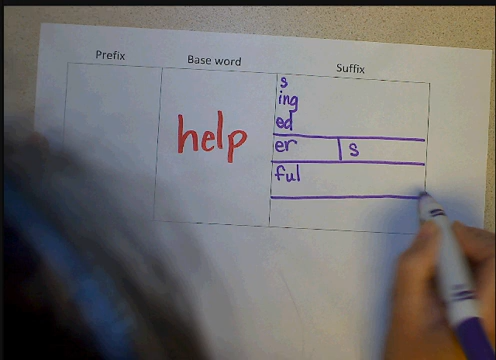 Prefix Base word Suffix
help
s
ing
ed
er | s
ful